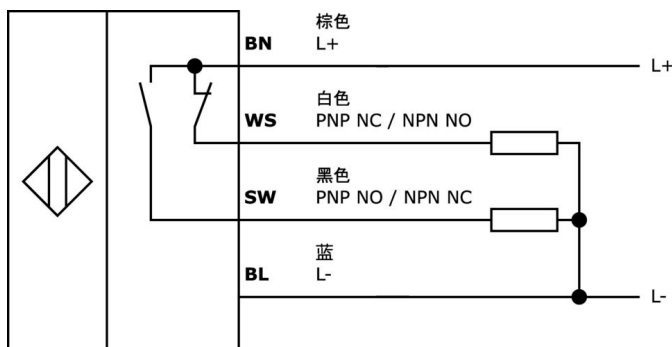 棕色
BN L+
L+
白色
WS PNP NC / NPN NO
黑色
SW PNP NO / NPN NC
蓝
BL L-
L-